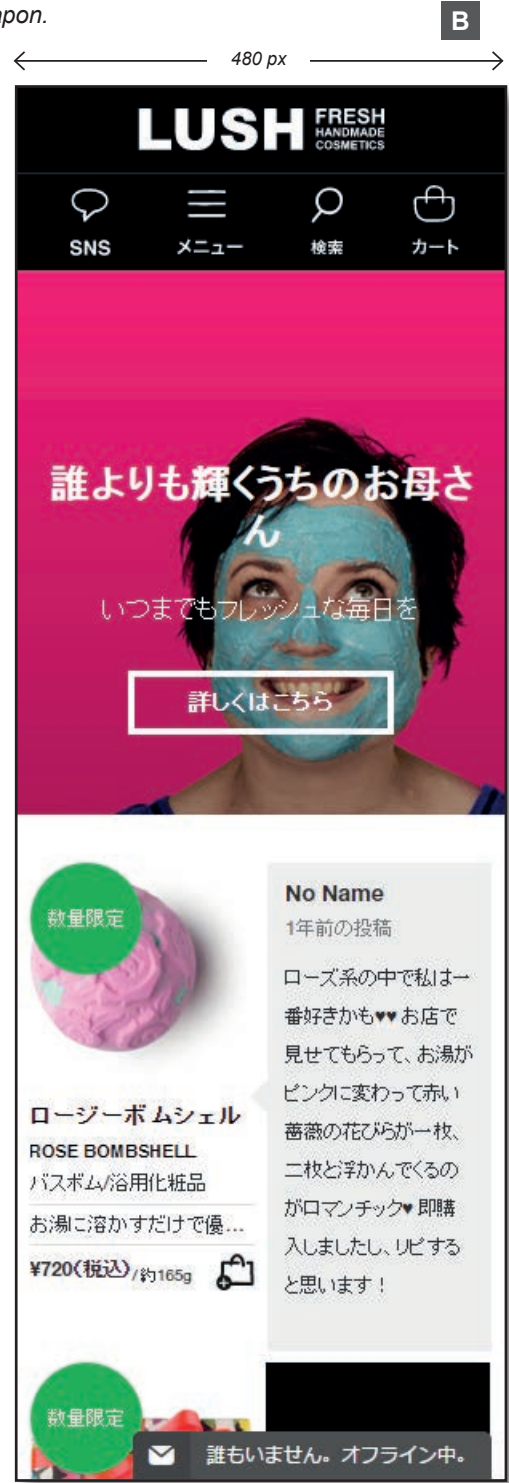 apon.
B
480 px
LUSH FRESH HANDMADE COSMETICS
SNS メニュー 検索 カート
誰よりも輝くうちのお母さ
ん
いつまでもフレッシュな毎日を
詳しくはこちら
数量限定
ロージーボムシェル
ROSE BOMBSHELL
バスボム/浴用化粧品
お湯に溶かすだけで優...
¥720(税込)/約165g
No Name
1年前の投稿
ローズ系の中で私は一
番好きかも♥♥お店で
見せてもらって、お湯が
ピンクに変わって赤い
薔薇の花びらが一枚、
二枚と浮かんでくるの
がロマンチック♥即購
入しましたし、リピする
と思います！
数量限定
誰もいません。オフライン中。